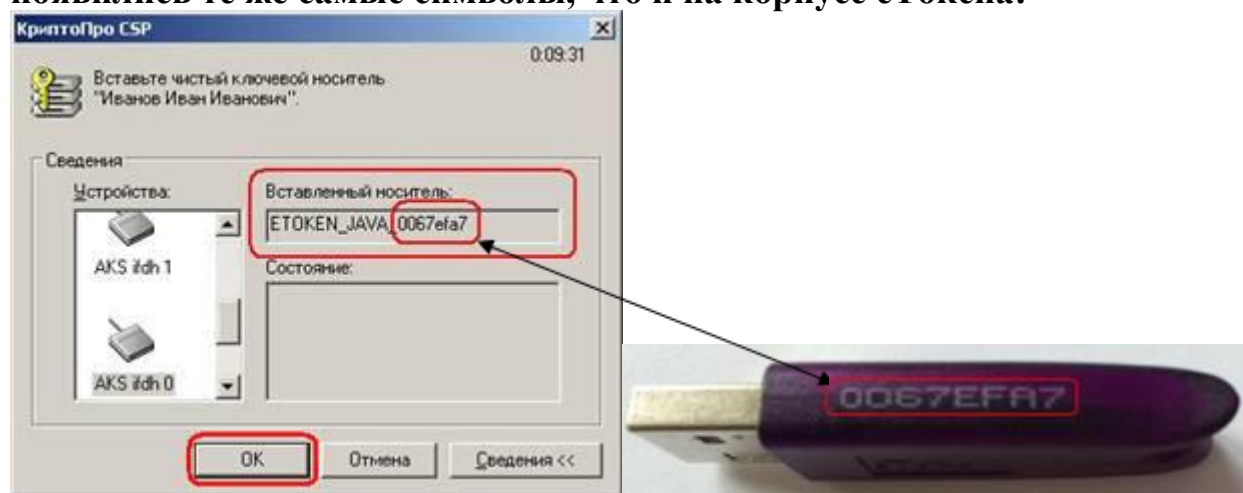 появились те же самые символы, что и на корпусе еТокена:
КриптоПро CSP
0:09:31
Вставьте чистый ключевой носитель
"Иванов Иван Иванович".
Сведения
Устройства:
Вставленный носитель:
ETOKEN_JAVA_0067efa7
AKS ifdh 1
Состояние:
AKS ifdh 0
0067EFA7
OK
Отмена
Сведения <<